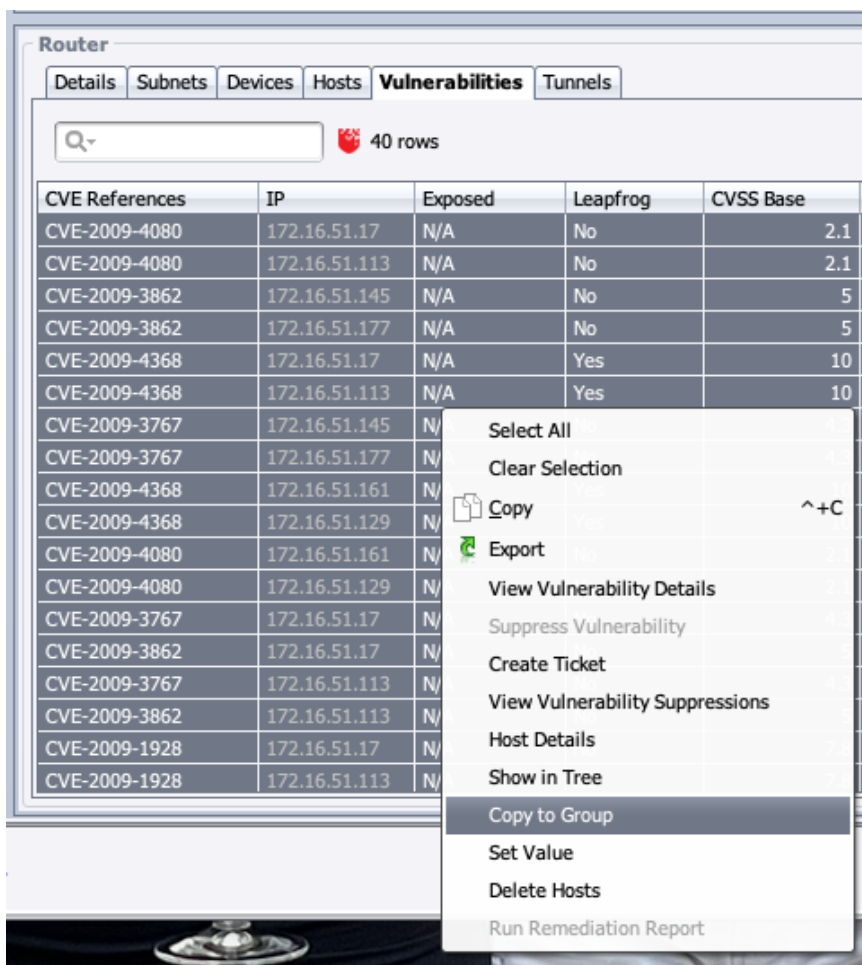 Router
Details Subnets Devices Hosts Vulnerabilities Tunnels
40 rows
CVE References IP Exposed Leapfrog CVSS Base
CVE-2009-4080 172.16.51.17 N/A No 2.1
CVE-2009-4080 172.16.51.113 N/A No 2.1
CVE-2009-3862 172.16.51.145 N/A No 5
CVE-2009-3862 172.16.51.177 N/A No 5
CVE-2009-4368 172.16.51.17 N/A Yes 10
CVE-2009-4368 172.16.51.113 N/A Yes 10
CVE-2009-3767 172.16.51.145
CVE-2009-3767 172.16.51.177
CVE-2009-4368 172.16.51.161
CVE-2009-4368 172.16.51.129
CVE-2009-4080 172.16.51.161
CVE-2009-4080 172.16.51.129
CVE-2009-3767 172.16.51.17
CVE-2009-3862 172.16.51.17
CVE-2009-3767 172.16.51.113
CVE-2009-3862 172.16.51.113
CVE-2009-1928 172.16.51.17
CVE-2009-1928 172.16.51.113
Select All
Clear Selection
Copy ^+C
Export
View Vulnerability Details
Suppress Vulnerability
Create Ticket
View Vulnerability Suppressions
Host Details
Show in Tree
Copy to Group
Set Value
Delete Hosts
Run Remediation Report